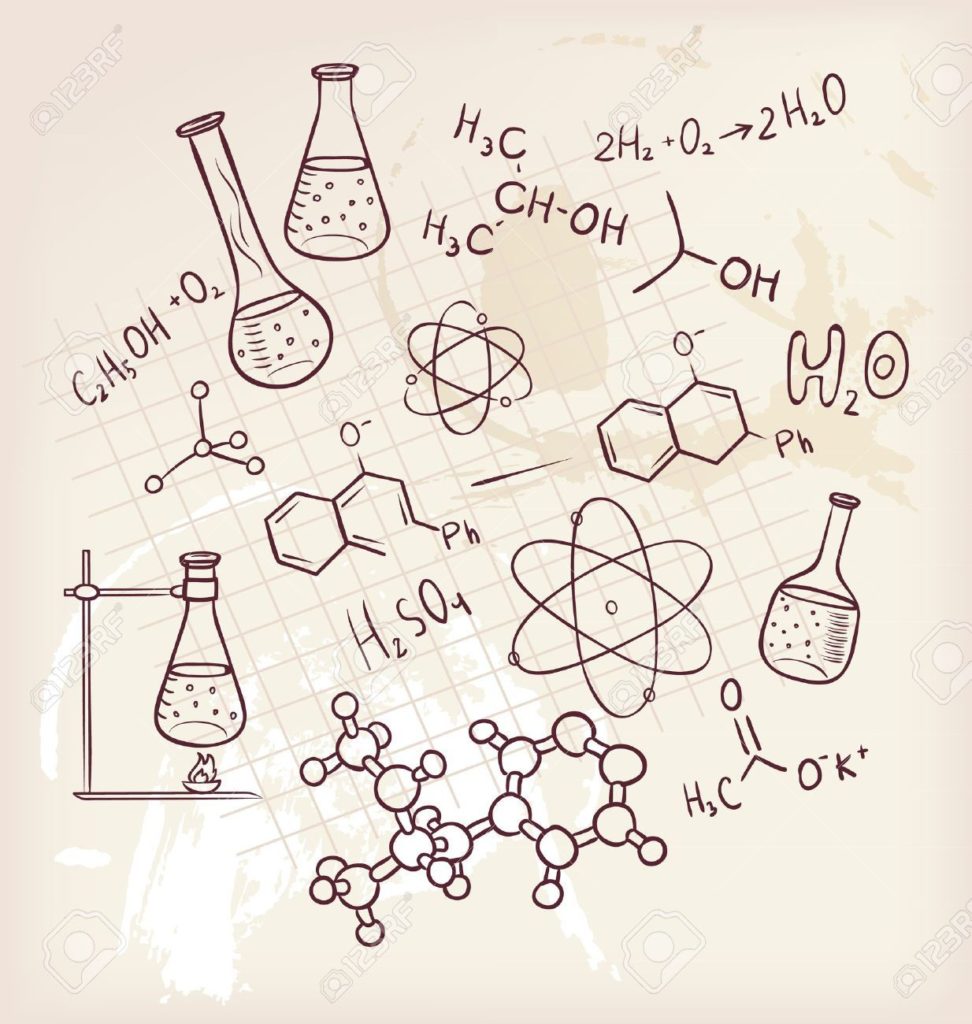 2H₂ + O₂ → 2H₂O
H₃C
CH-OH
H₃C
OH
C₂H₅OH + O₂
H₂O
O⁻
Ph
O⁻
Ph
H₂SO₄
O
H₃C O⁻K⁺
123RF